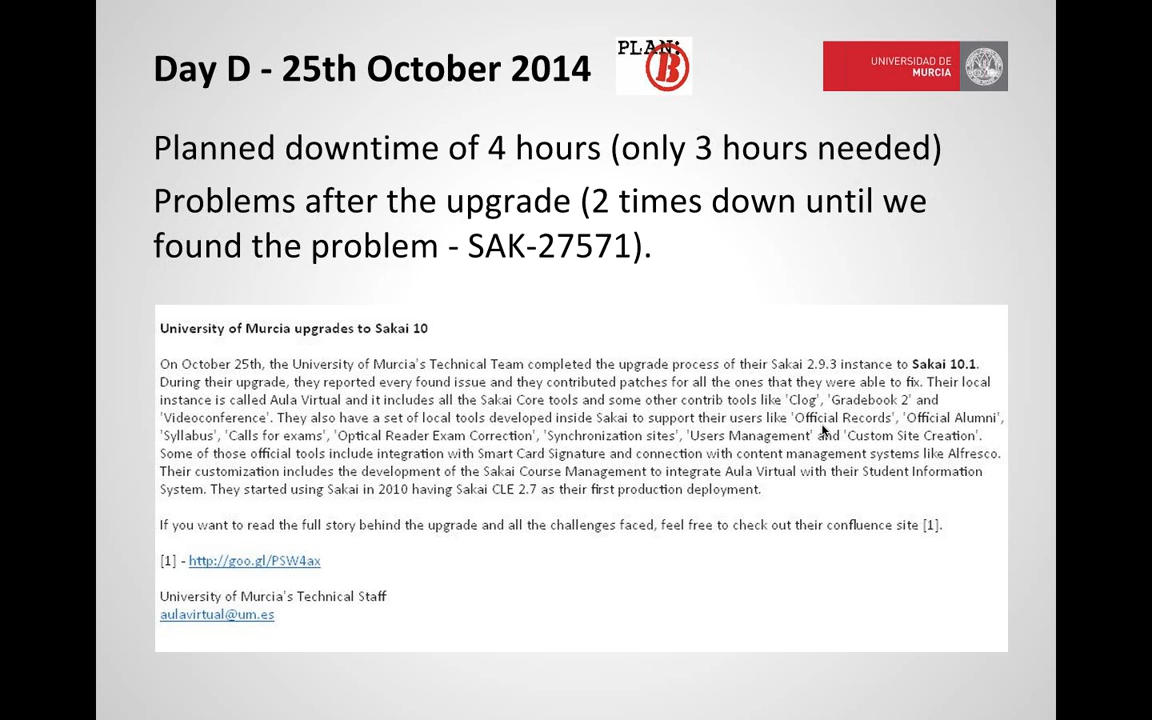 Day D - 25th October 2014
PLAN:
B
UNIVERSIDAD DE
MURCIA
Planned downtime of 4 hours (only 3 hours needed)
Problems after the upgrade (2 times down until we
found the problem - SAK-27571).
University of Murcia upgrades to Sakai 10
On October 25th, the University of Murcia's Technical Team completed the upgrade process of their Sakai 2.9.3 instance to Sakai 10.1.
During their upgrade, they reported every found issue and they contributed patches for all the ones that they were able to fix. Their local
instance is called Aula Virtual and it includes all the Sakai Core tools and some other contrib tools like 'Clog', 'Gradebook 2' and
'Videoconference'. They also have a set of local tools developed inside Sakai to support their users like 'Official Records', 'Official Alumni',
'Syllabus', 'Calls for exams', 'Optical Reader Exam Correction', 'Synchronization sites', 'Users Management' and 'Custom Site Creation'.
Some of those official tools include integration with Smart Card Signature and connection with content management systems like Alfresco.
Their customization includes the development of the Sakai Course Management to integrate Aula Virtual with their Student Information
System. They started using Sakai in 2010 having Sakai CLE 2.7 as their first production deployment.
If you want to read the full story behind the upgrade and all the challenges faced, feel free to check out their confluence site [1].
[1] - http://goo.gl/PSW4ax
University of Murcia's Technical Staff
aulavirtual@um.es